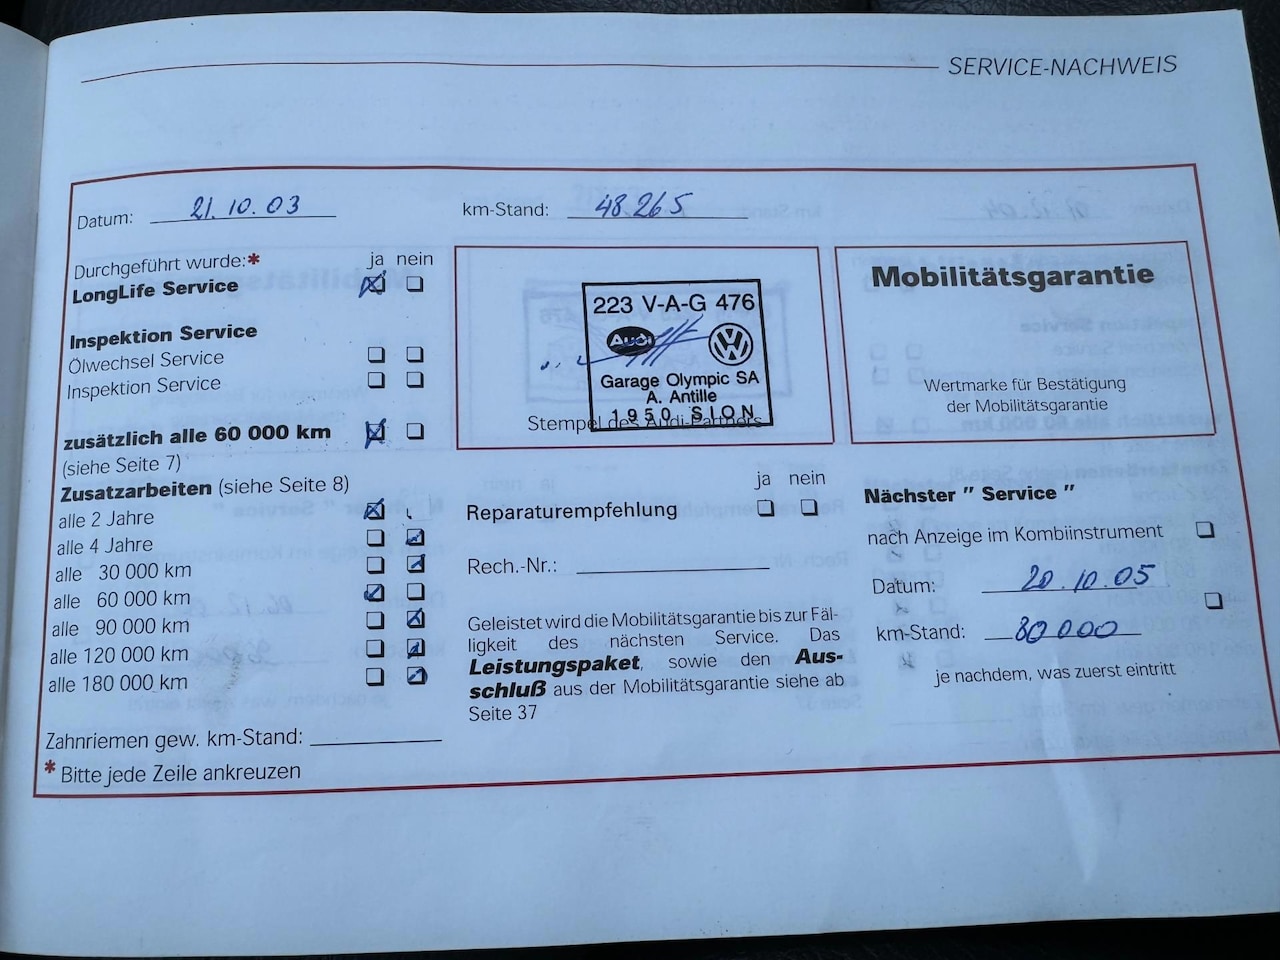 SERVICE-NACHWEIS
Datum: 21.10.03
km-Stand: 48 265
Durchgeführt wurde:* ja nein
LongLife Service
Inspektion Service
Ölwechsel Service
Inspektion Service
zusätzlich alle 60 000 km
(siehe Seite 7)
Zusatzarbeiten (siehe Seite 8)
alle 2 Jahre
alle 4 Jahre
alle 30 000 km
alle 60 000 km
alle 90 000 km
alle 120 000 km
alle 180 000 km
Zahnriemen gew. km-Stand:
* Bitte jede Zeile ankreuzen
223 V-A-G 476
Audi
Garage Olympic SA
A. Antille
1950 SION
Stempel des Audi-Partners
ja nein
Reparaturempfehlung
Rech.-Nr.:
Geleistet wird die Mobilitätsgarantie bis zur Fäl-
ligkeit des nächsten Service. Das
Leistungspaket, sowie den Aus-
schluß aus der Mobilitätsgarantie siehe ab
Seite 37
Mobilitätsgarantie
Wertmarke für Bestätigung
der Mobilitätsgarantie
Nächster " Service "
nach Anzeige im Kombiinstrument
Datum: 20.10.05
km-Stand: 80000
je nachdem, was zuerst eintritt